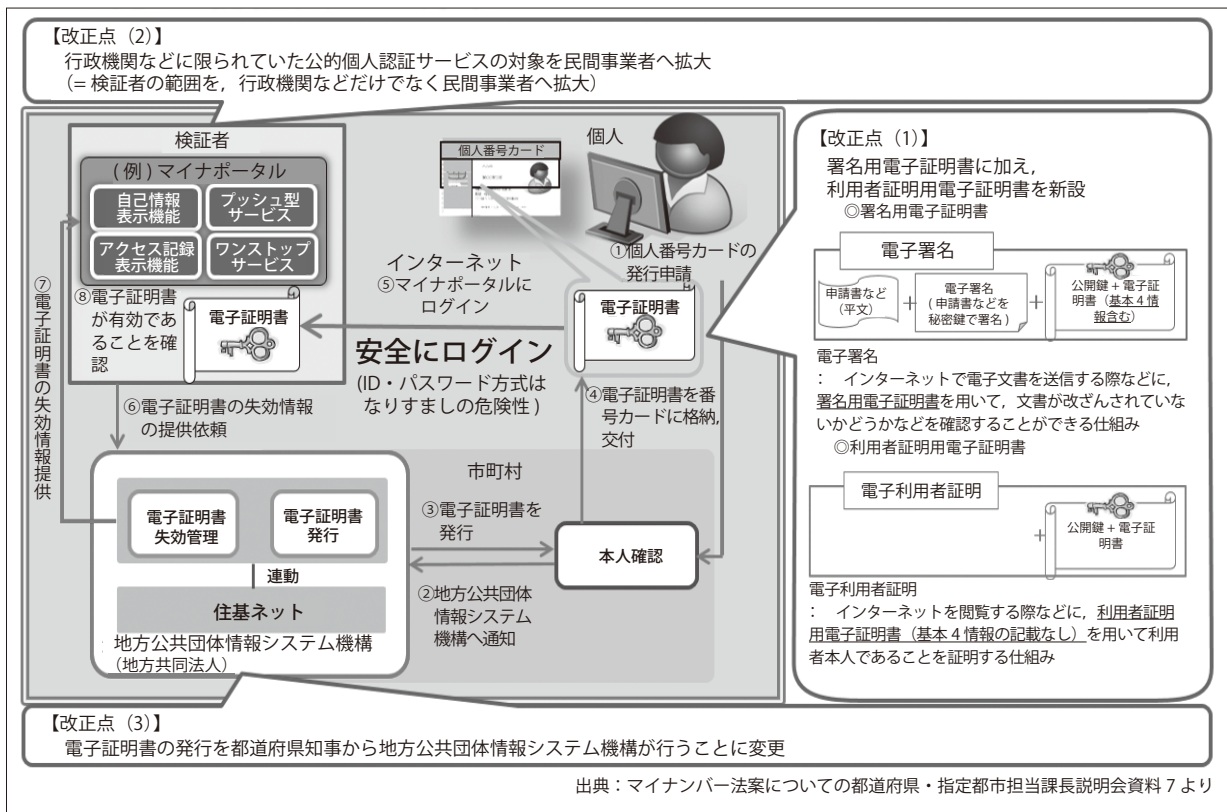 【改正点（2）】
行政機関などに限られていた公的個人認証サービスの対象を民間事業者へ拡大
（= 検証者の範囲を，行政機関などだけでなく民間事業者へ拡大）
検証者
(例) マイナポータル
自己情報
表示機能
プッシュ型
サービス
アクセス記録
表示機能
ワンストップ
サービス
⑧電子証明書
が有効であ
ることを確
認
電子証明書
⑦電子証明書の失効情報提供
個人番号カード
個人
①個人番号カードの
発行申請
インターネット
⑤マイナポータルに
ログイン
電子証明書
安全にログイン
(ID・パスワード方式は
なりすましの危険性 )
④電子証明書を番
号カードに格納,
交付
⑥電子証明書の失効情報
の提供依頼
市町村
電子証明書
失効管理
電子証明書
発行
連動
住基ネット
地方公共団体情報システム機構
（地方共同法人）
③電子証明書を
発行
本人確認
②地方公共団体
情報システム
機構へ通知
【改正点（1）】
署名用電子証明書に加え，
利用者証明用電子証明書を新設
◎署名用電子証明書
電子署名
申請書など
（平文）
+
電子署名
( 申請書などを
秘密鍵で署名 )
+
公開鍵 + 電子証
明書（基本 4 情
報含む）
電子署名
： インターネットで電子文書を送信する際などに，
署名用電子証明書を用いて，文書が改ざんされていな
いかどうかなどを確認することができる仕組み
◎利用者証明用電子証明書
電子利用者証明
+
公開鍵 + 電子証
明書
電子利用者証明
： インターネットを閲覧する際などに，利用者証明
用電子証明書（基本 4 情報の記載なし）を用いて利用
者本人であることを証明する仕組み
【改正点（3）】
電子証明書の発行を都道府県知事から地方公共団体情報システム機構が行うことに変更
出典：マイナンバー法案についての都道府県・指定都市担当課長説明会資料 7 より